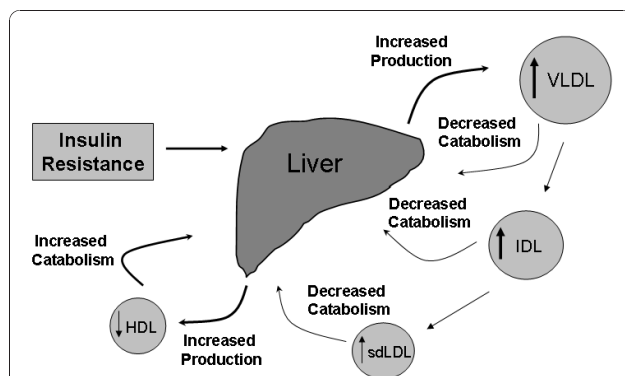 Increased
Production
VLDL
Decreased
Catabolism
Insulin
Resistance
Liver
Decreased
Catabolism
IDL
Increased
Catabolism
Decreased
Catabolism
HDL
Increased
Production
sdLDL